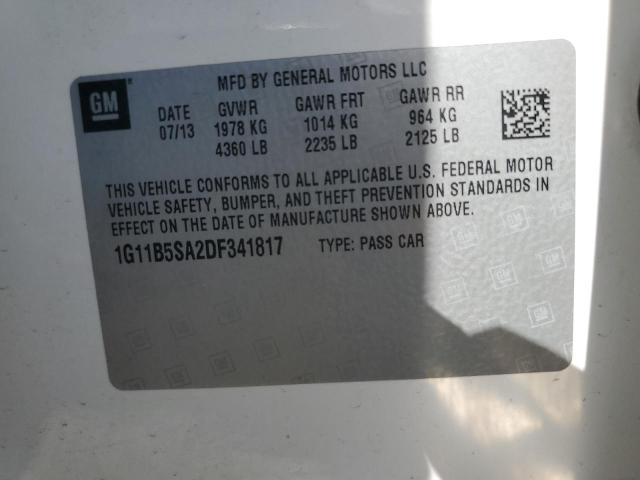 GM
MFD BY GENERAL MOTORS LLC
DATE GVWR GAWR FRT GAWR RR
07/13 1978 KG 1014 KG 964 KG
4360 LB 2235 LB 2125 LB
THIS VEHICLE CONFORMS TO ALL APPLICABLE U.S. FEDERAL MOTOR
VEHICLE SAFETY, BUMPER, AND THEFT PREVENTION STANDARDS IN
EFFECT ON THE DATE OF MANUFACTURE SHOWN ABOVE.
1G11B5SA2DF341817 TYPE: PASS CAR